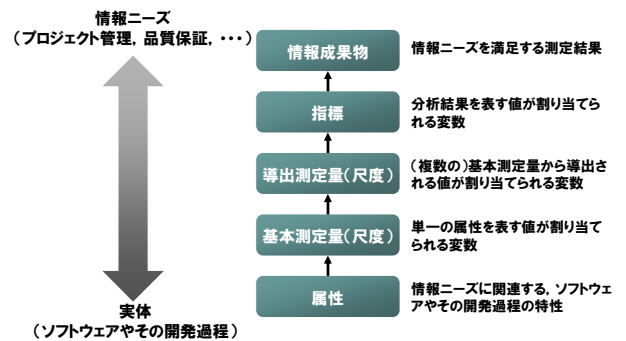 情報ニーズ
（プロジェクト管理，品質保証，・・・）
情報成果物
情報ニーズを満足する測定結果
指標
分析結果を表す値が割り当てら
れる変数
導出測定量（尺度）
（複数の）基本測定量から導出さ
れる値が割り当てられる変数
基本測定量（尺度）
単一の属性を表す値が割り当て
られる変数
属性
情報ニーズに関連する，ソフトウェ
アやその開発過程の特性
実体
（ソフトウェアやその開発過程）